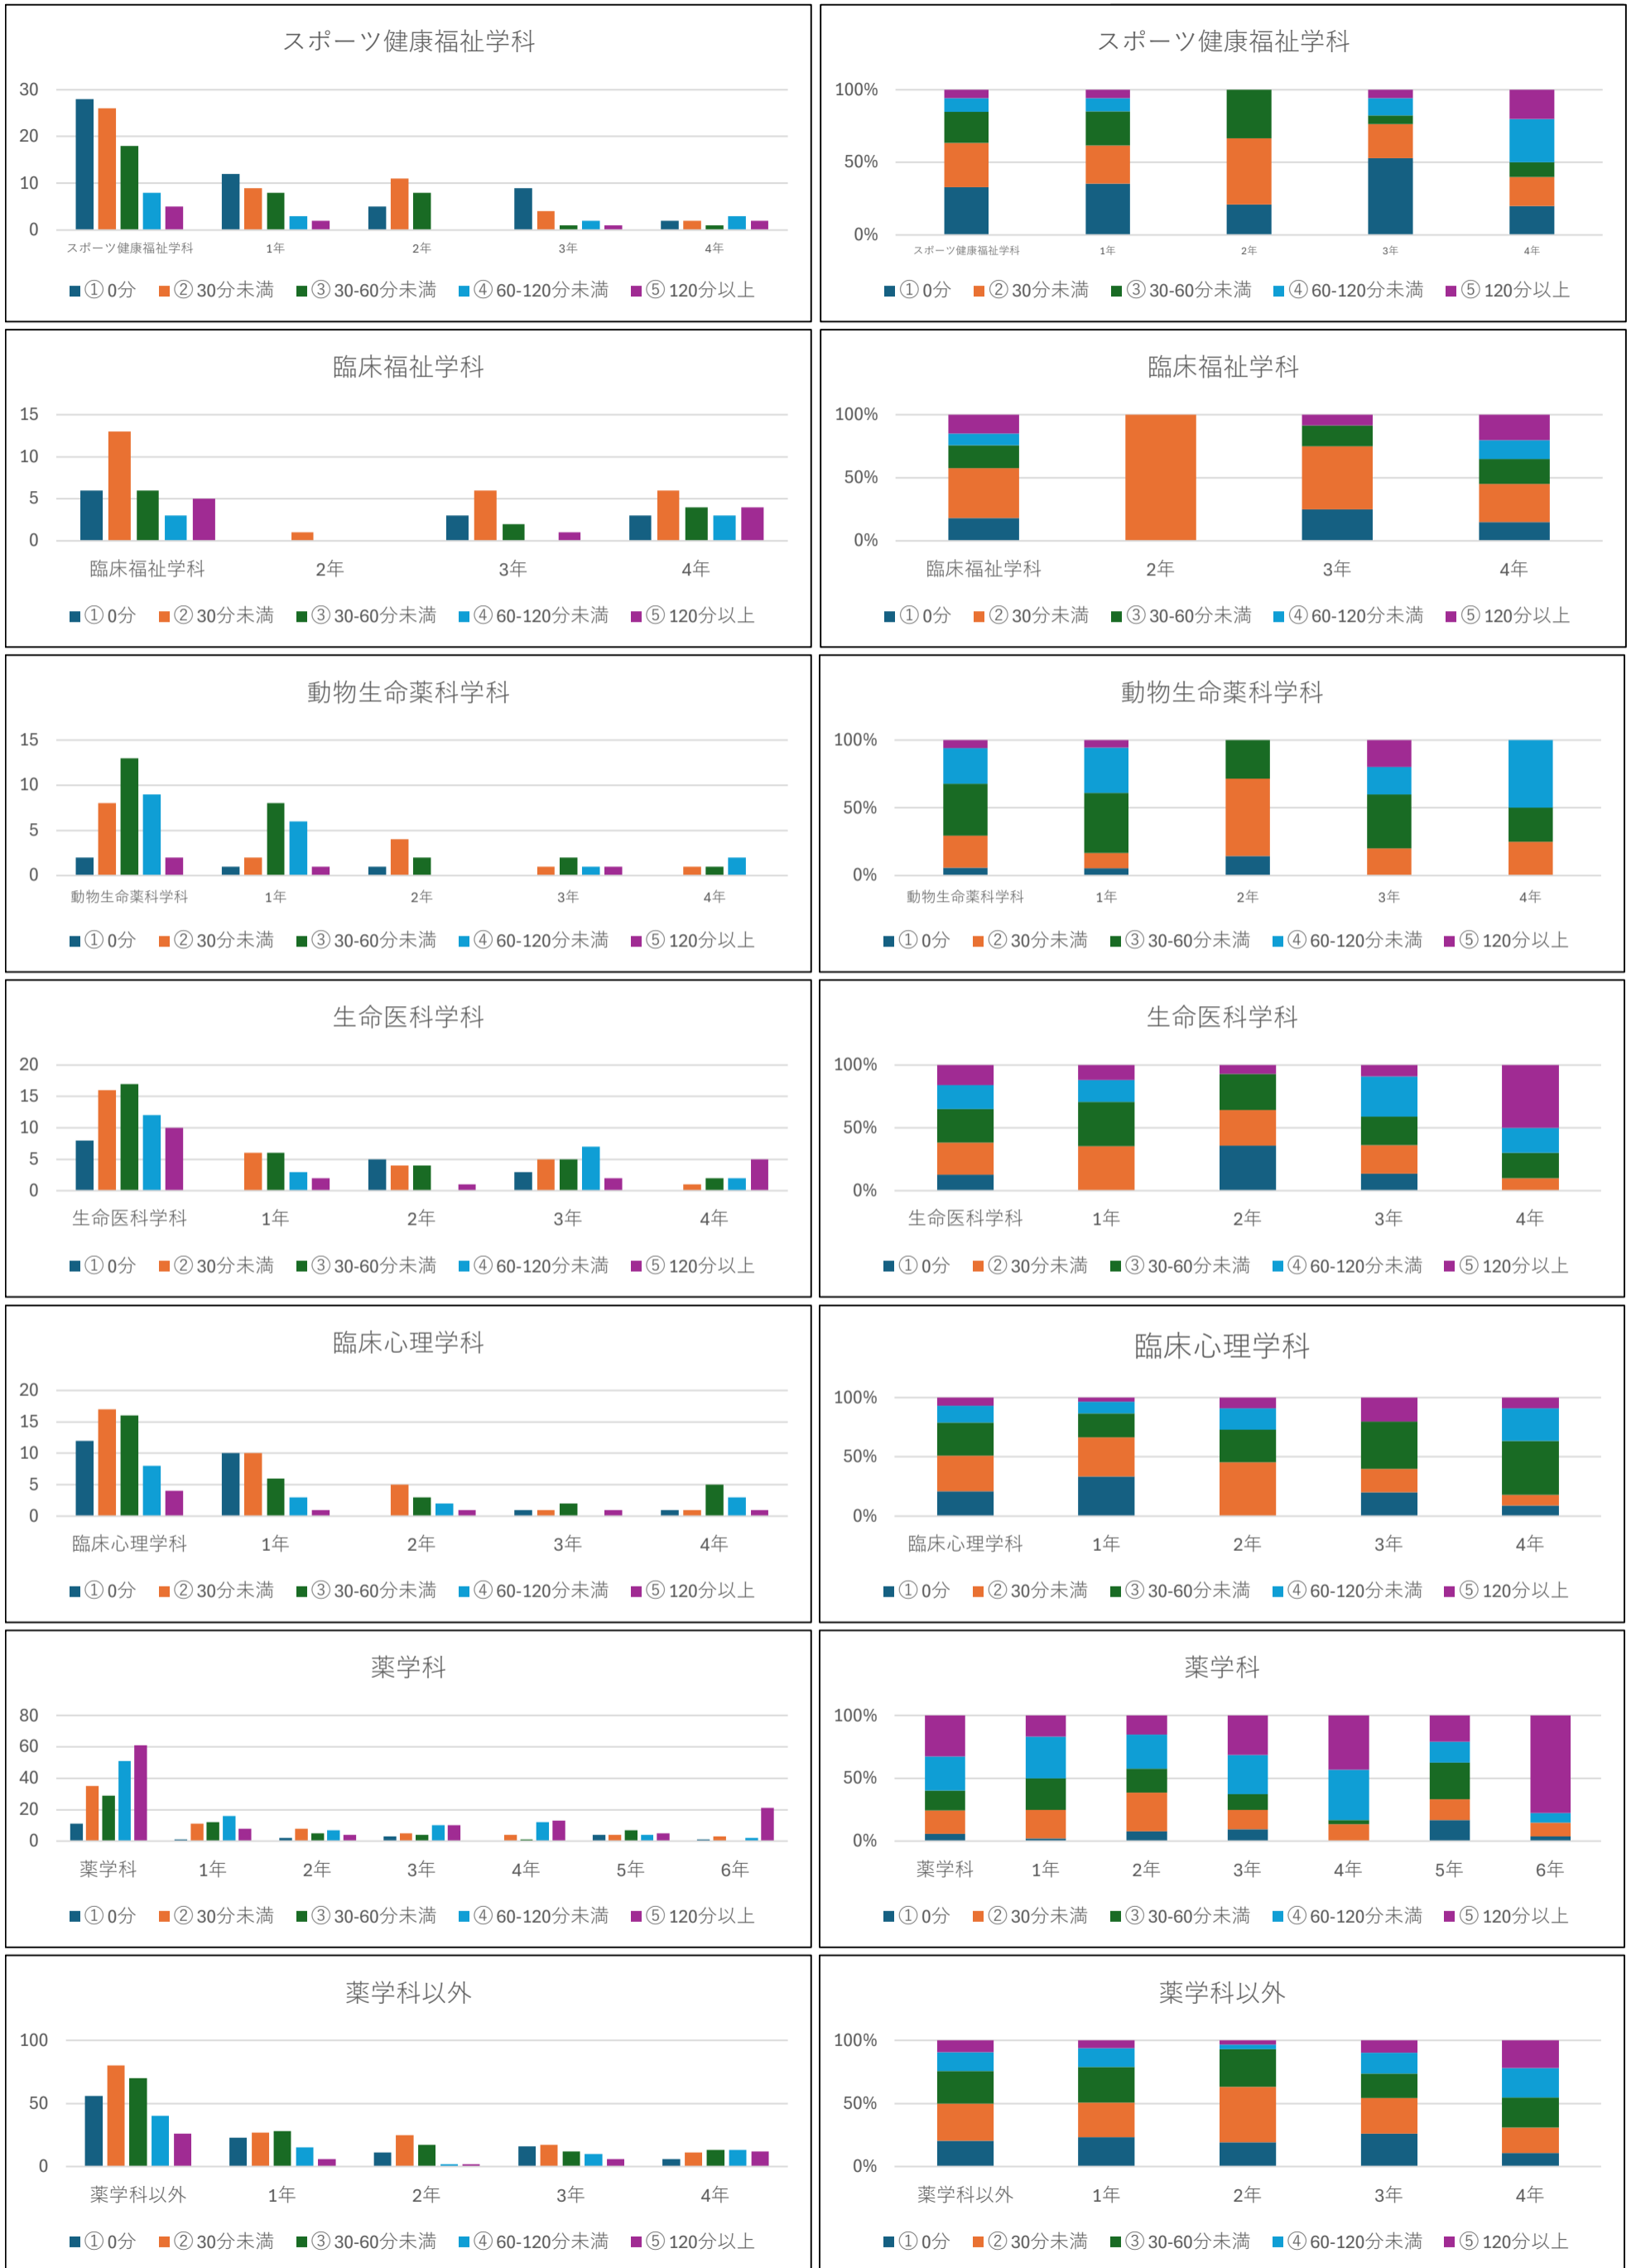 スポーツ健康福祉学科
30
20
10
0
スポーツ健康福祉学科 1年 2年 3年 4年
①0分 ②30分未満 ③30-60分未満 ④60-120分未満 ⑤120分以上
スポーツ健康福祉学科
100%
50%
0%
スポーツ健康福祉学科 1年 2年 3年 4年
①0分 ②30分未満 ③30-60分未満 ④60-120分未満 ⑤120分以上
臨床福祉学科
15
10
5
0
臨床福祉学科 2年 3年 4年
①0分 ②30分未満 ③30-60分未満 ④60-120分未満 ⑤120分以上
臨床福祉学科
100%
50%
0%
臨床福祉学科 2年 3年 4年
①0分 ②30分未満 ③30-60分未満 ④60-120分未満 ⑤120分以上
動物生命薬科学科
15
10
5
0
動物生命薬科学科 1年 2年 3年 4年
①0分 ②30分未満 ③30-60分未満 ④60-120分未満 ⑤120分以上
動物生命薬科学科
100%
50%
0%
動物生命薬科学科 1年 2年 3年 4年
①0分 ②30分未満 ③30-60分未満 ④60-120分未満 ⑤120分以上
生命医科学科
20
15
10
5
0
生命医科学科 1年 2年 3年 4年
①0分 ②30分未満 ③30-60分未満 ④60-120分未満 ⑤120分以上
生命医科学科
100%
50%
0%
生命医科学科 1年 2年 3年 4年
①0分 ②30分未満 ③30-60分未満 ④60-120分未満 ⑤120分以上
臨床心理学科
20
15
10
5
0
臨床心理学科 1年 2年 3年 4年
①0分 ②30分未満 ③30-60分未満 ④60-120分未満 ⑤120分以上
臨床心理学科
100%
50%
0%
臨床心理学科 1年 2年 3年 4年
①0分 ②30分未満 ③30-60分未満 ④60-120分未満 ⑤120分以上
薬学科
80
60
40
20
0
薬学科 1年 2年 3年 4年 5年 6年
①0分 ②30分未満 ③30-60分未満 ④60-120分未満 ⑤120分以上
薬学科
100%
50%
0%
薬学科 1年 2年 3年 4年 5年 6年
①0分 ②30分未満 ③30-60分未満 ④60-120分未満 ⑤120分以上
薬学科以外
100
50
0
薬学科以外 1年 2年 3年 4年
①0分 ②30分未満 ③30-60分未満 ④60-120分未満 ⑤120分以上
薬学科以外
100%
50%
0%
薬学科以外 1年 2年 3年 4年
①0分 ②30分未満 ③30-60分未満 ④60-120分未満 ⑤120分以上